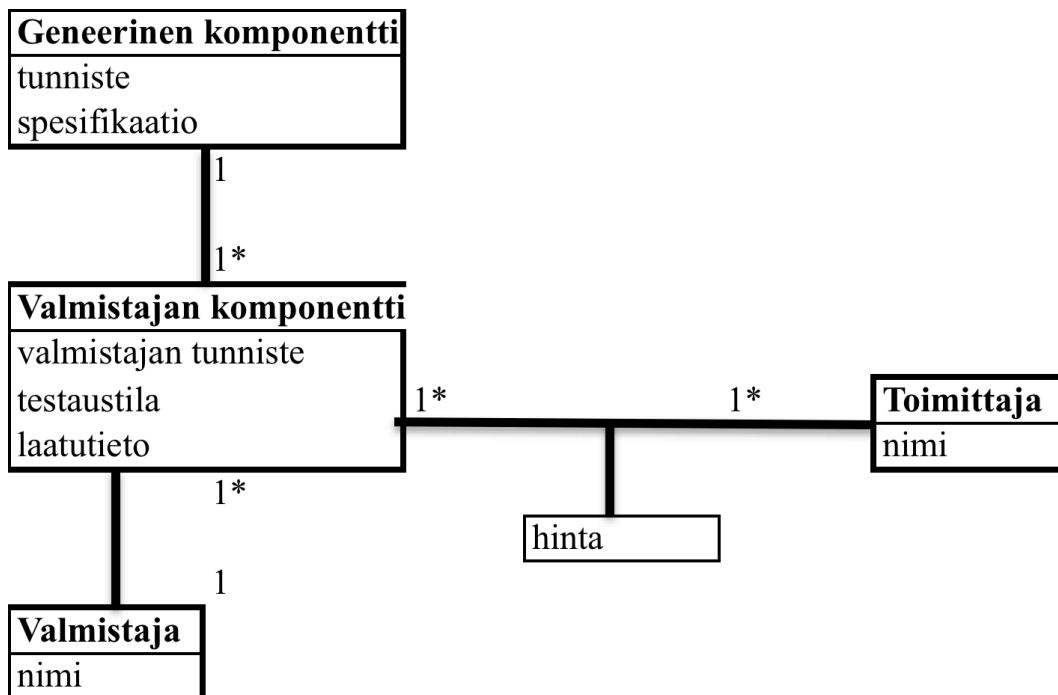 Geneerinen komponentti
tunniste
spesifikaatio
1
1*
Valmistajan komponentti
valmistajan tunniste
testaustila
laatutieto
1*
1*
Toimittaja
nimi
hinta
1*
1
Valmistaja
nimi